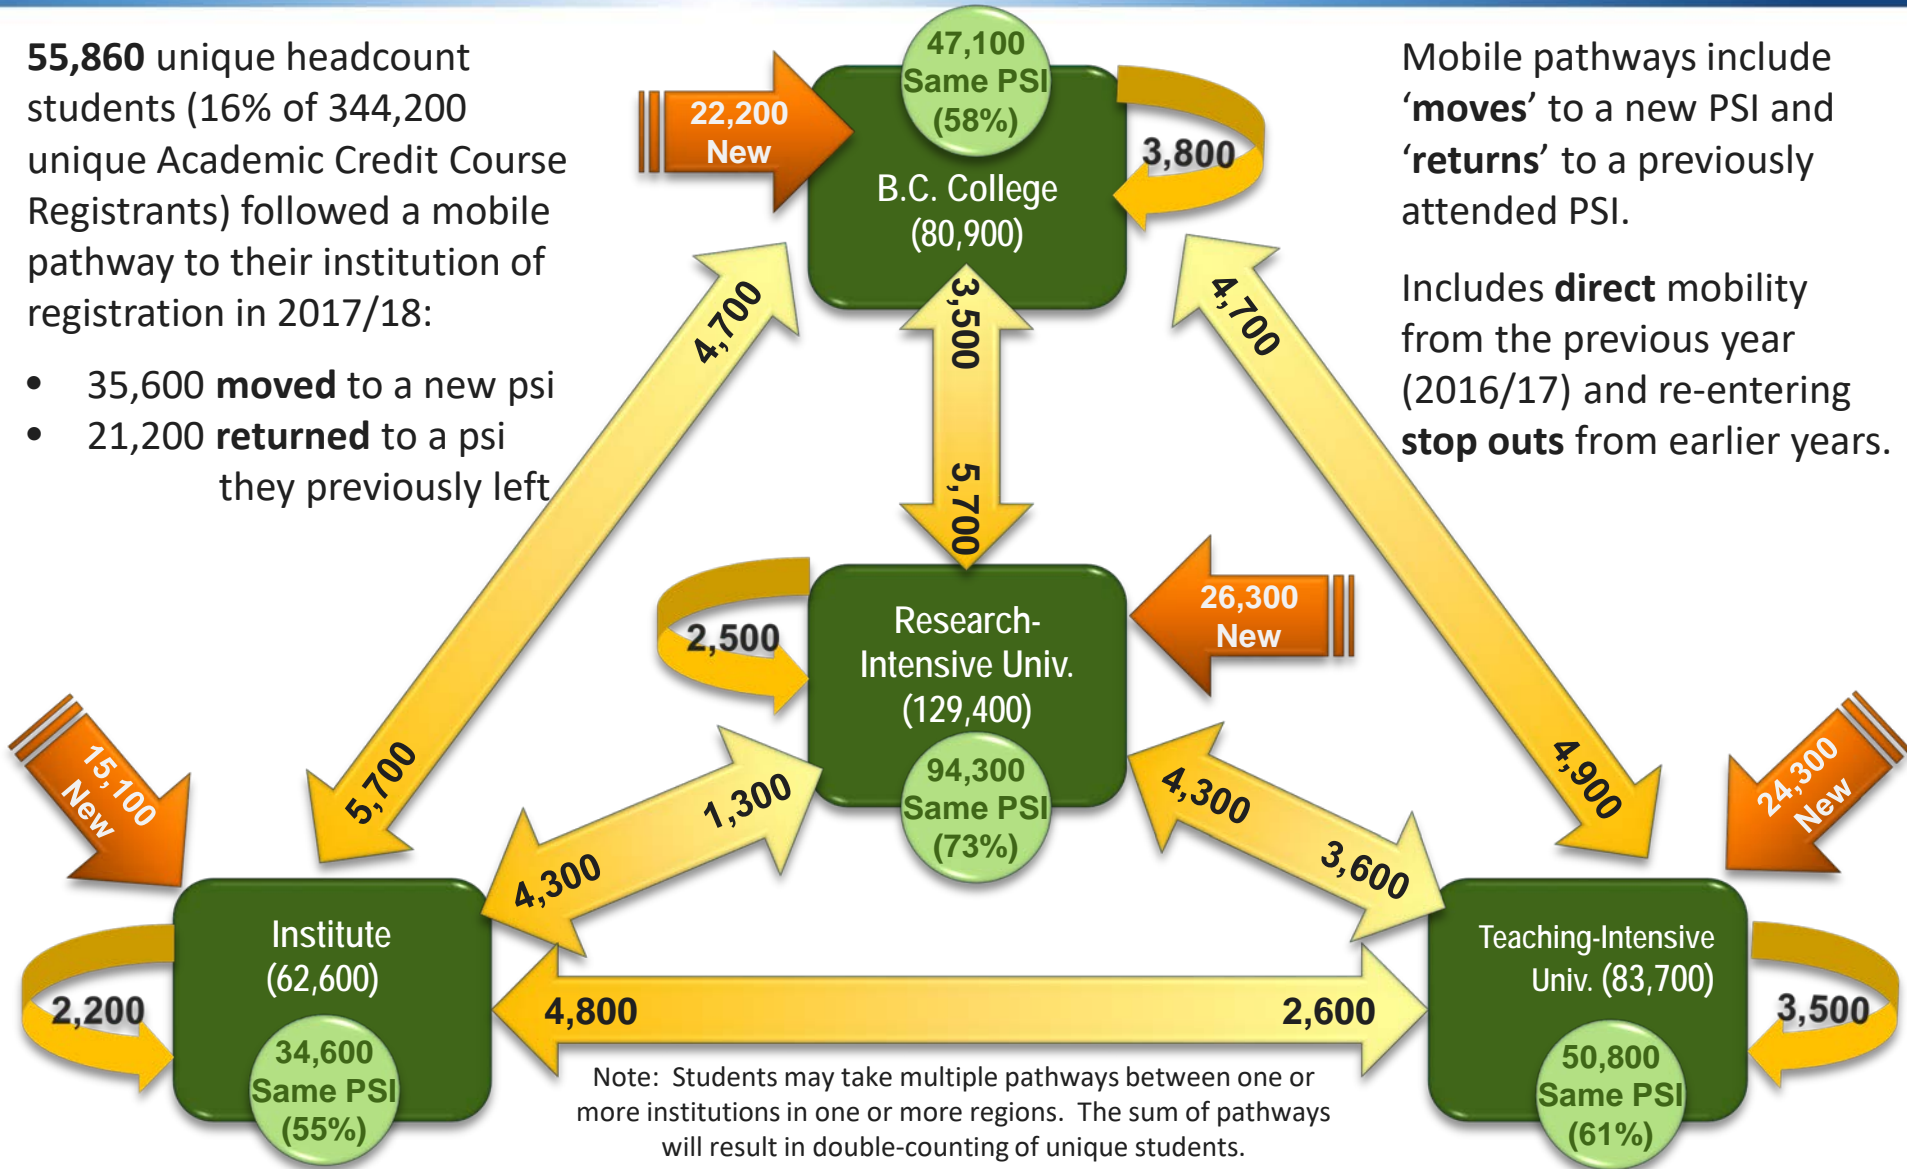 55,860 unique headcount
students (16% of 344,200
unique Academic Credit Course
Registrants) followed a mobile
pathway to their institution of
registration in 2017/18:
• 35,600 moved to a new psi
• 21,200 returned to a psi
they previously left
47,100
Same PSI
(58%)
22,200
New
B.C. College
(80,900)
3,800
Mobile pathways include
‘moves’ to a new PSI and
‘returns’ to a previously
attended PSI.
Includes direct mobility
from the previous year
(2016/17) and re-entering
stop outs from earlier years.
4,700
5,700
3,500
5,700
4,700
4,900
2,500
Research-
Intensive Univ.
(129,400)
94,300
Same PSI
(73%)
26,300
New
15,100
New
24,300
New
1,300
4,300
4,300
3,600
Institute
(62,600)
2,200
34,600
Same PSI
(55%)
4,800
2,600
Teaching-Intensive
Univ. (83,700)
3,500
50,800
Same PSI
(61%)
Note: Students may take multiple pathways between one or
more institutions in one or more regions. The sum of pathways
will result in double-counting of unique students.